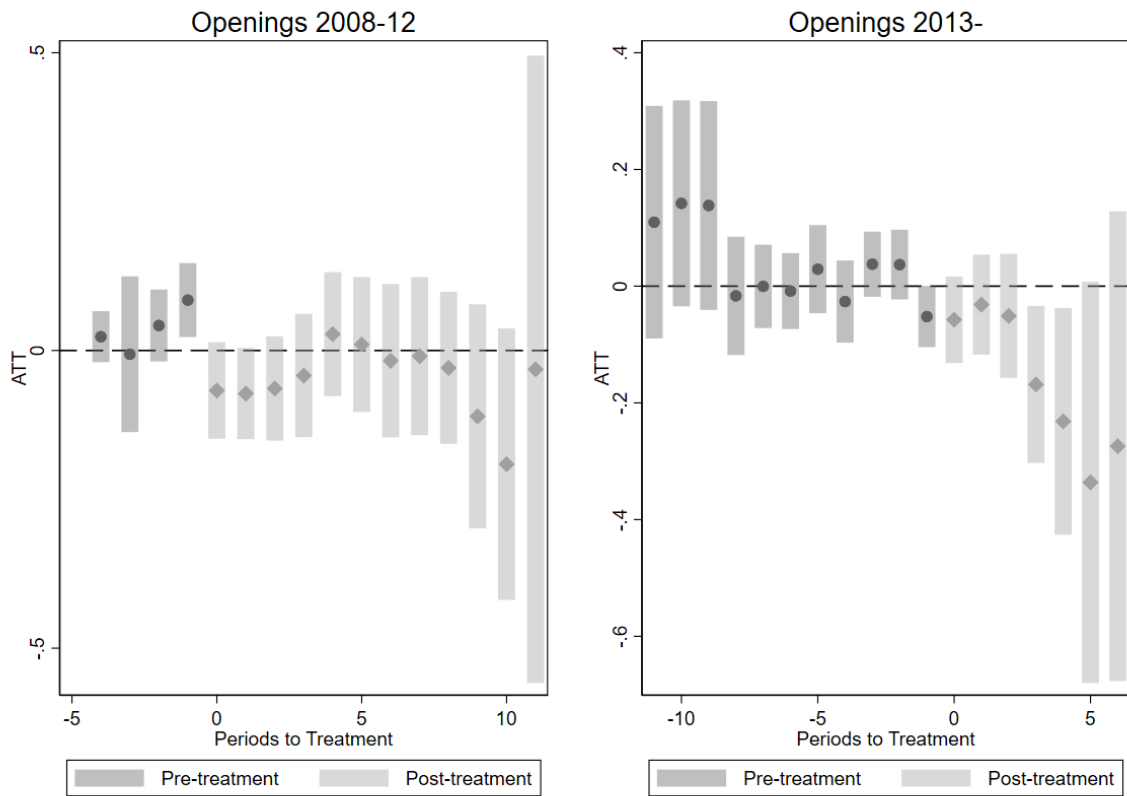 Openings 2008-12
.5
0
-.5
ATT
-5
0
5
10
Periods to Treatment
Pre-treatment
Post-treatment
Openings 2013-
.4
.2
0
-.2
-.4
-.6
ATT
-10
-5
0
5
Periods to Treatment
Pre-treatment
Post-treatment